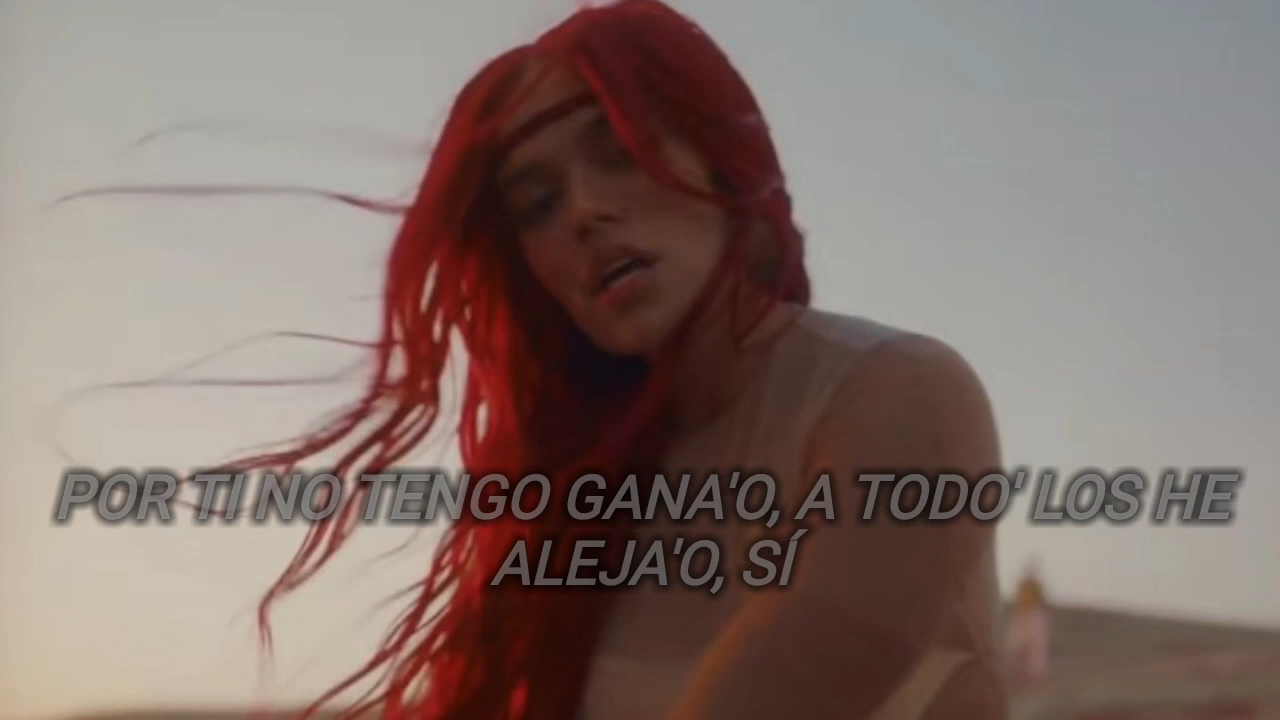 POR TI NO TENGO GANA'O, A TODO' LOS HE
ALEJA'O, SÍ